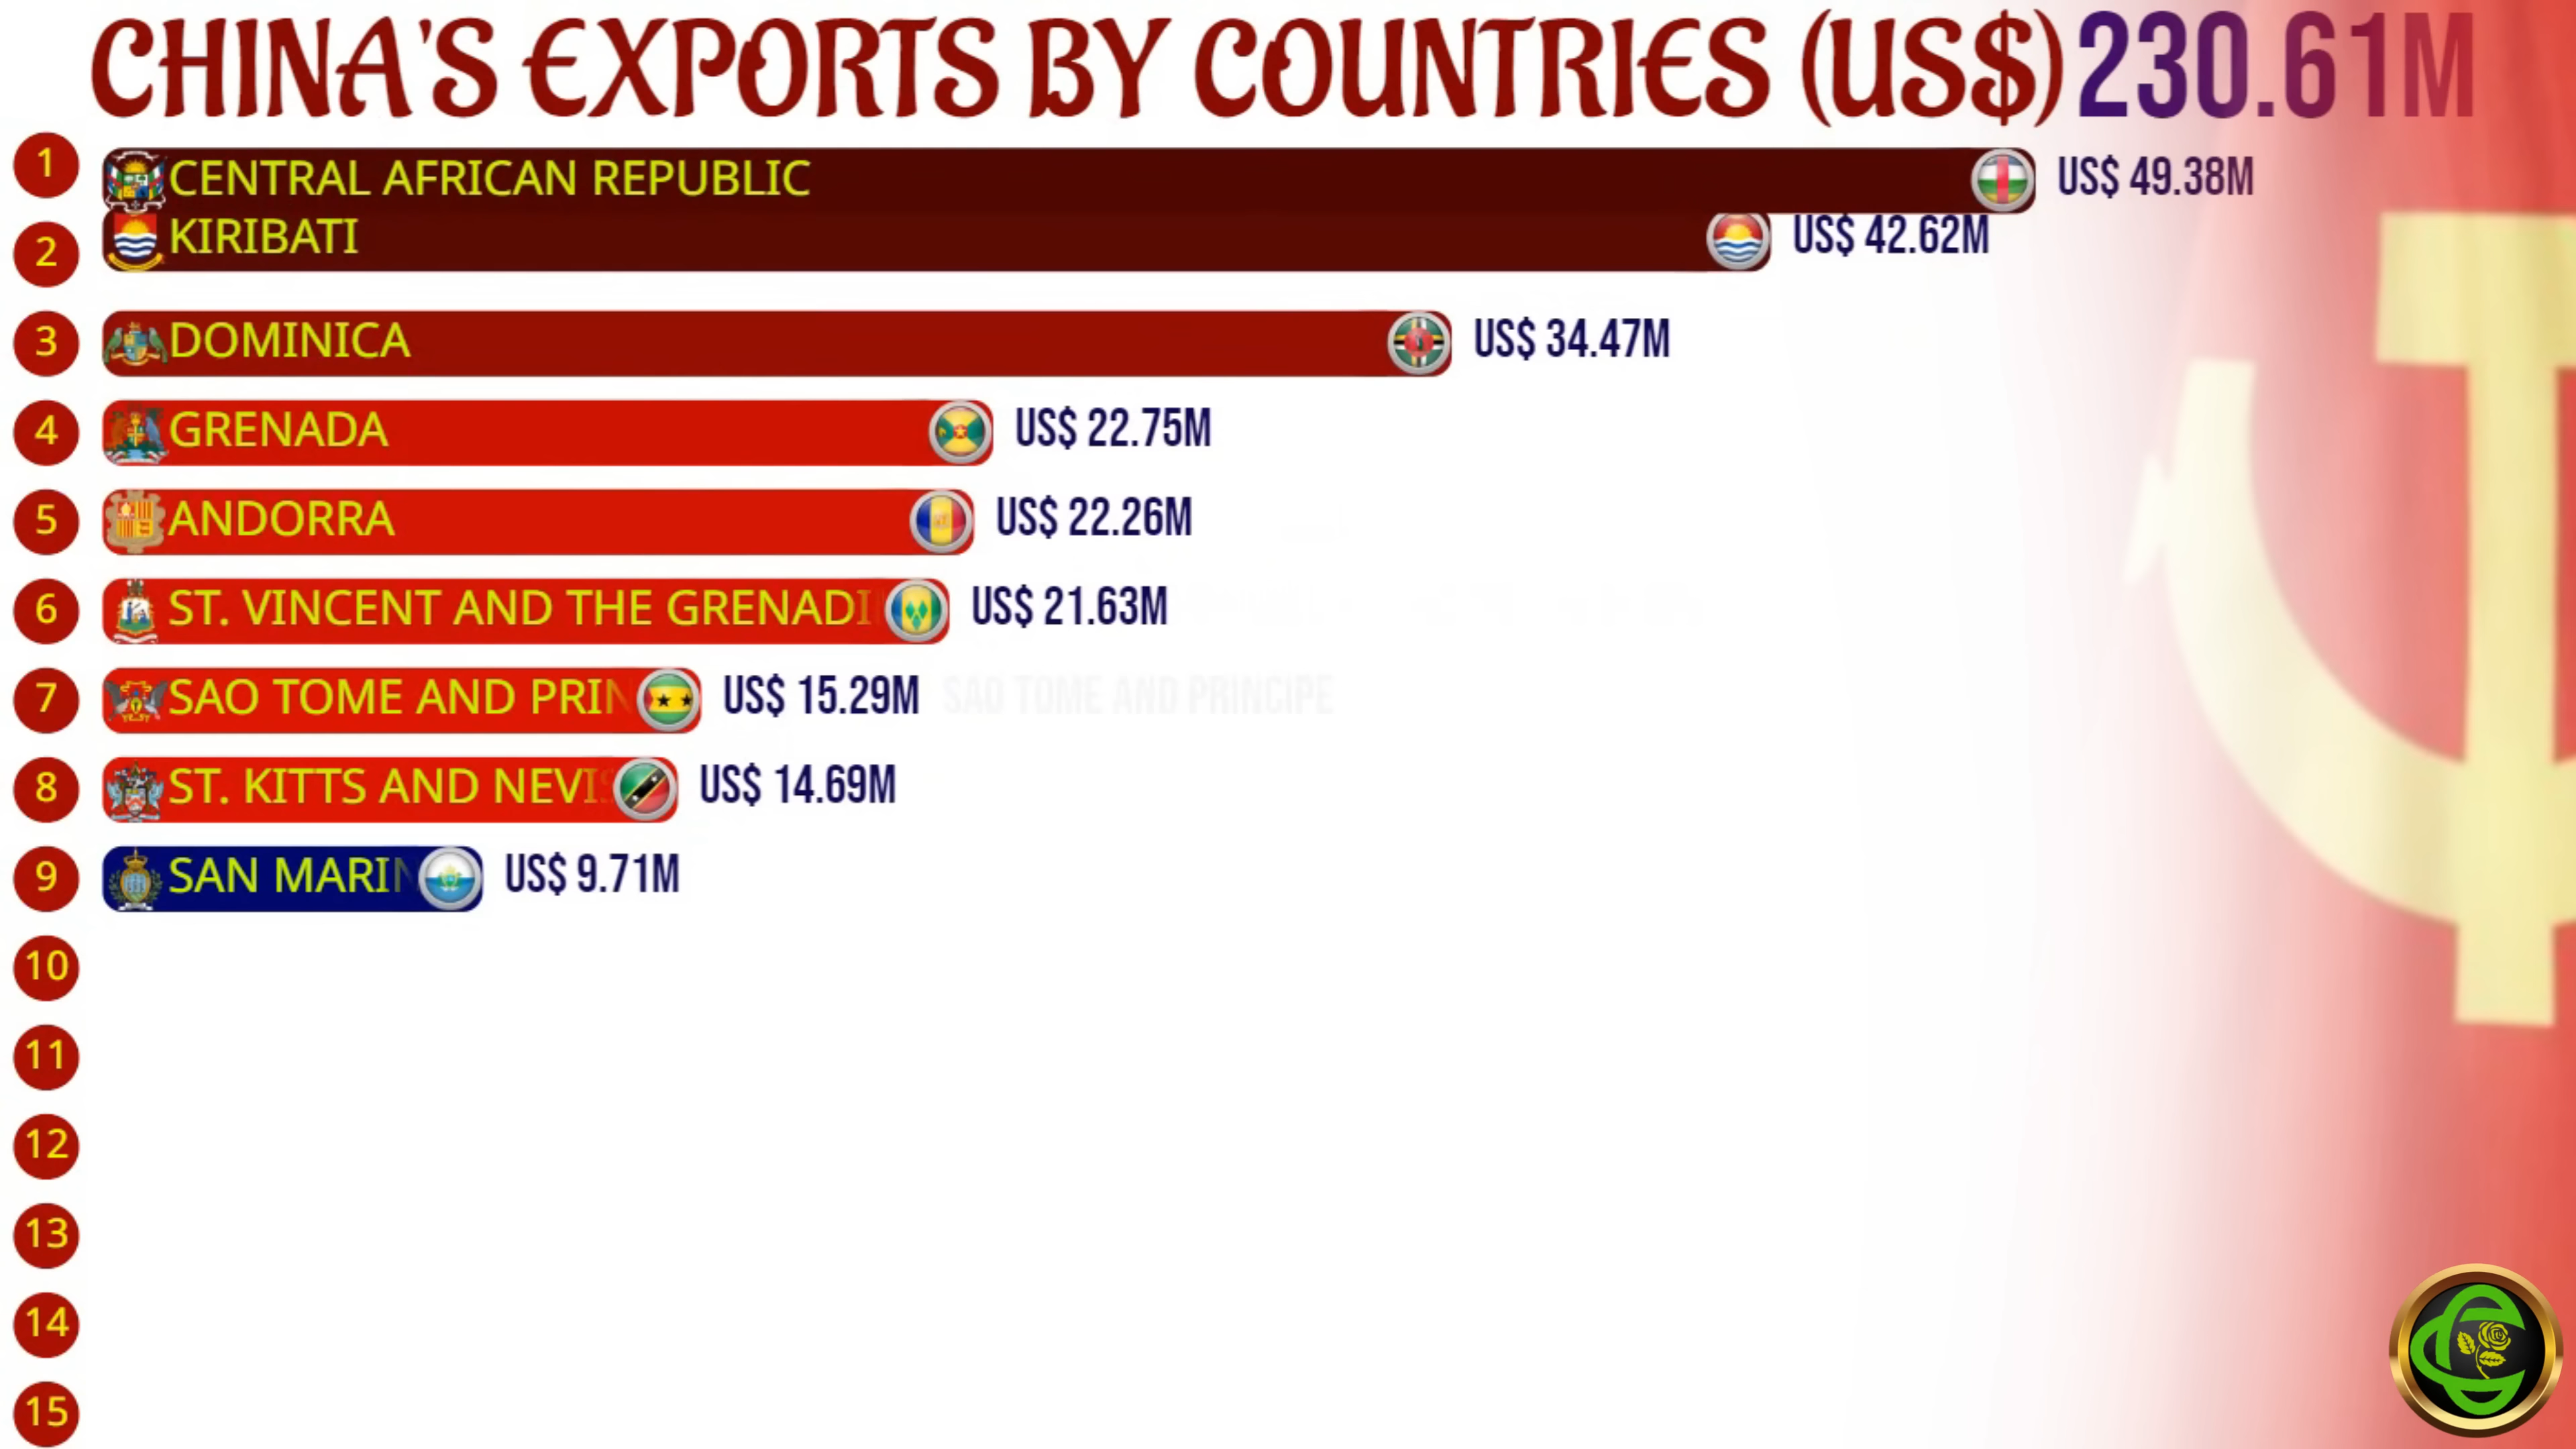 CHINA'S EXPORTS BY COUNTRIES (US$) 230.61M
1 CENTRAL AFRICAN REPUBLIC US$ 49.38M
2 KIRIBATI US$ 42.62M
3 DOMINICA US$ 34.47M
4 GRENADA US$ 22.75M
5 ANDORRA US$ 22.26M
6 ST. VINCENT AND THE GRENADI US$ 21.63M
7 SAO TOME AND PRIN US$ 15.29M SAO TOME AND PRINCIPE
8 ST. KITTS AND NEVIS US$ 14.69M
9 SAN MARIN US$ 9.71M
10
11
12
13
14
15